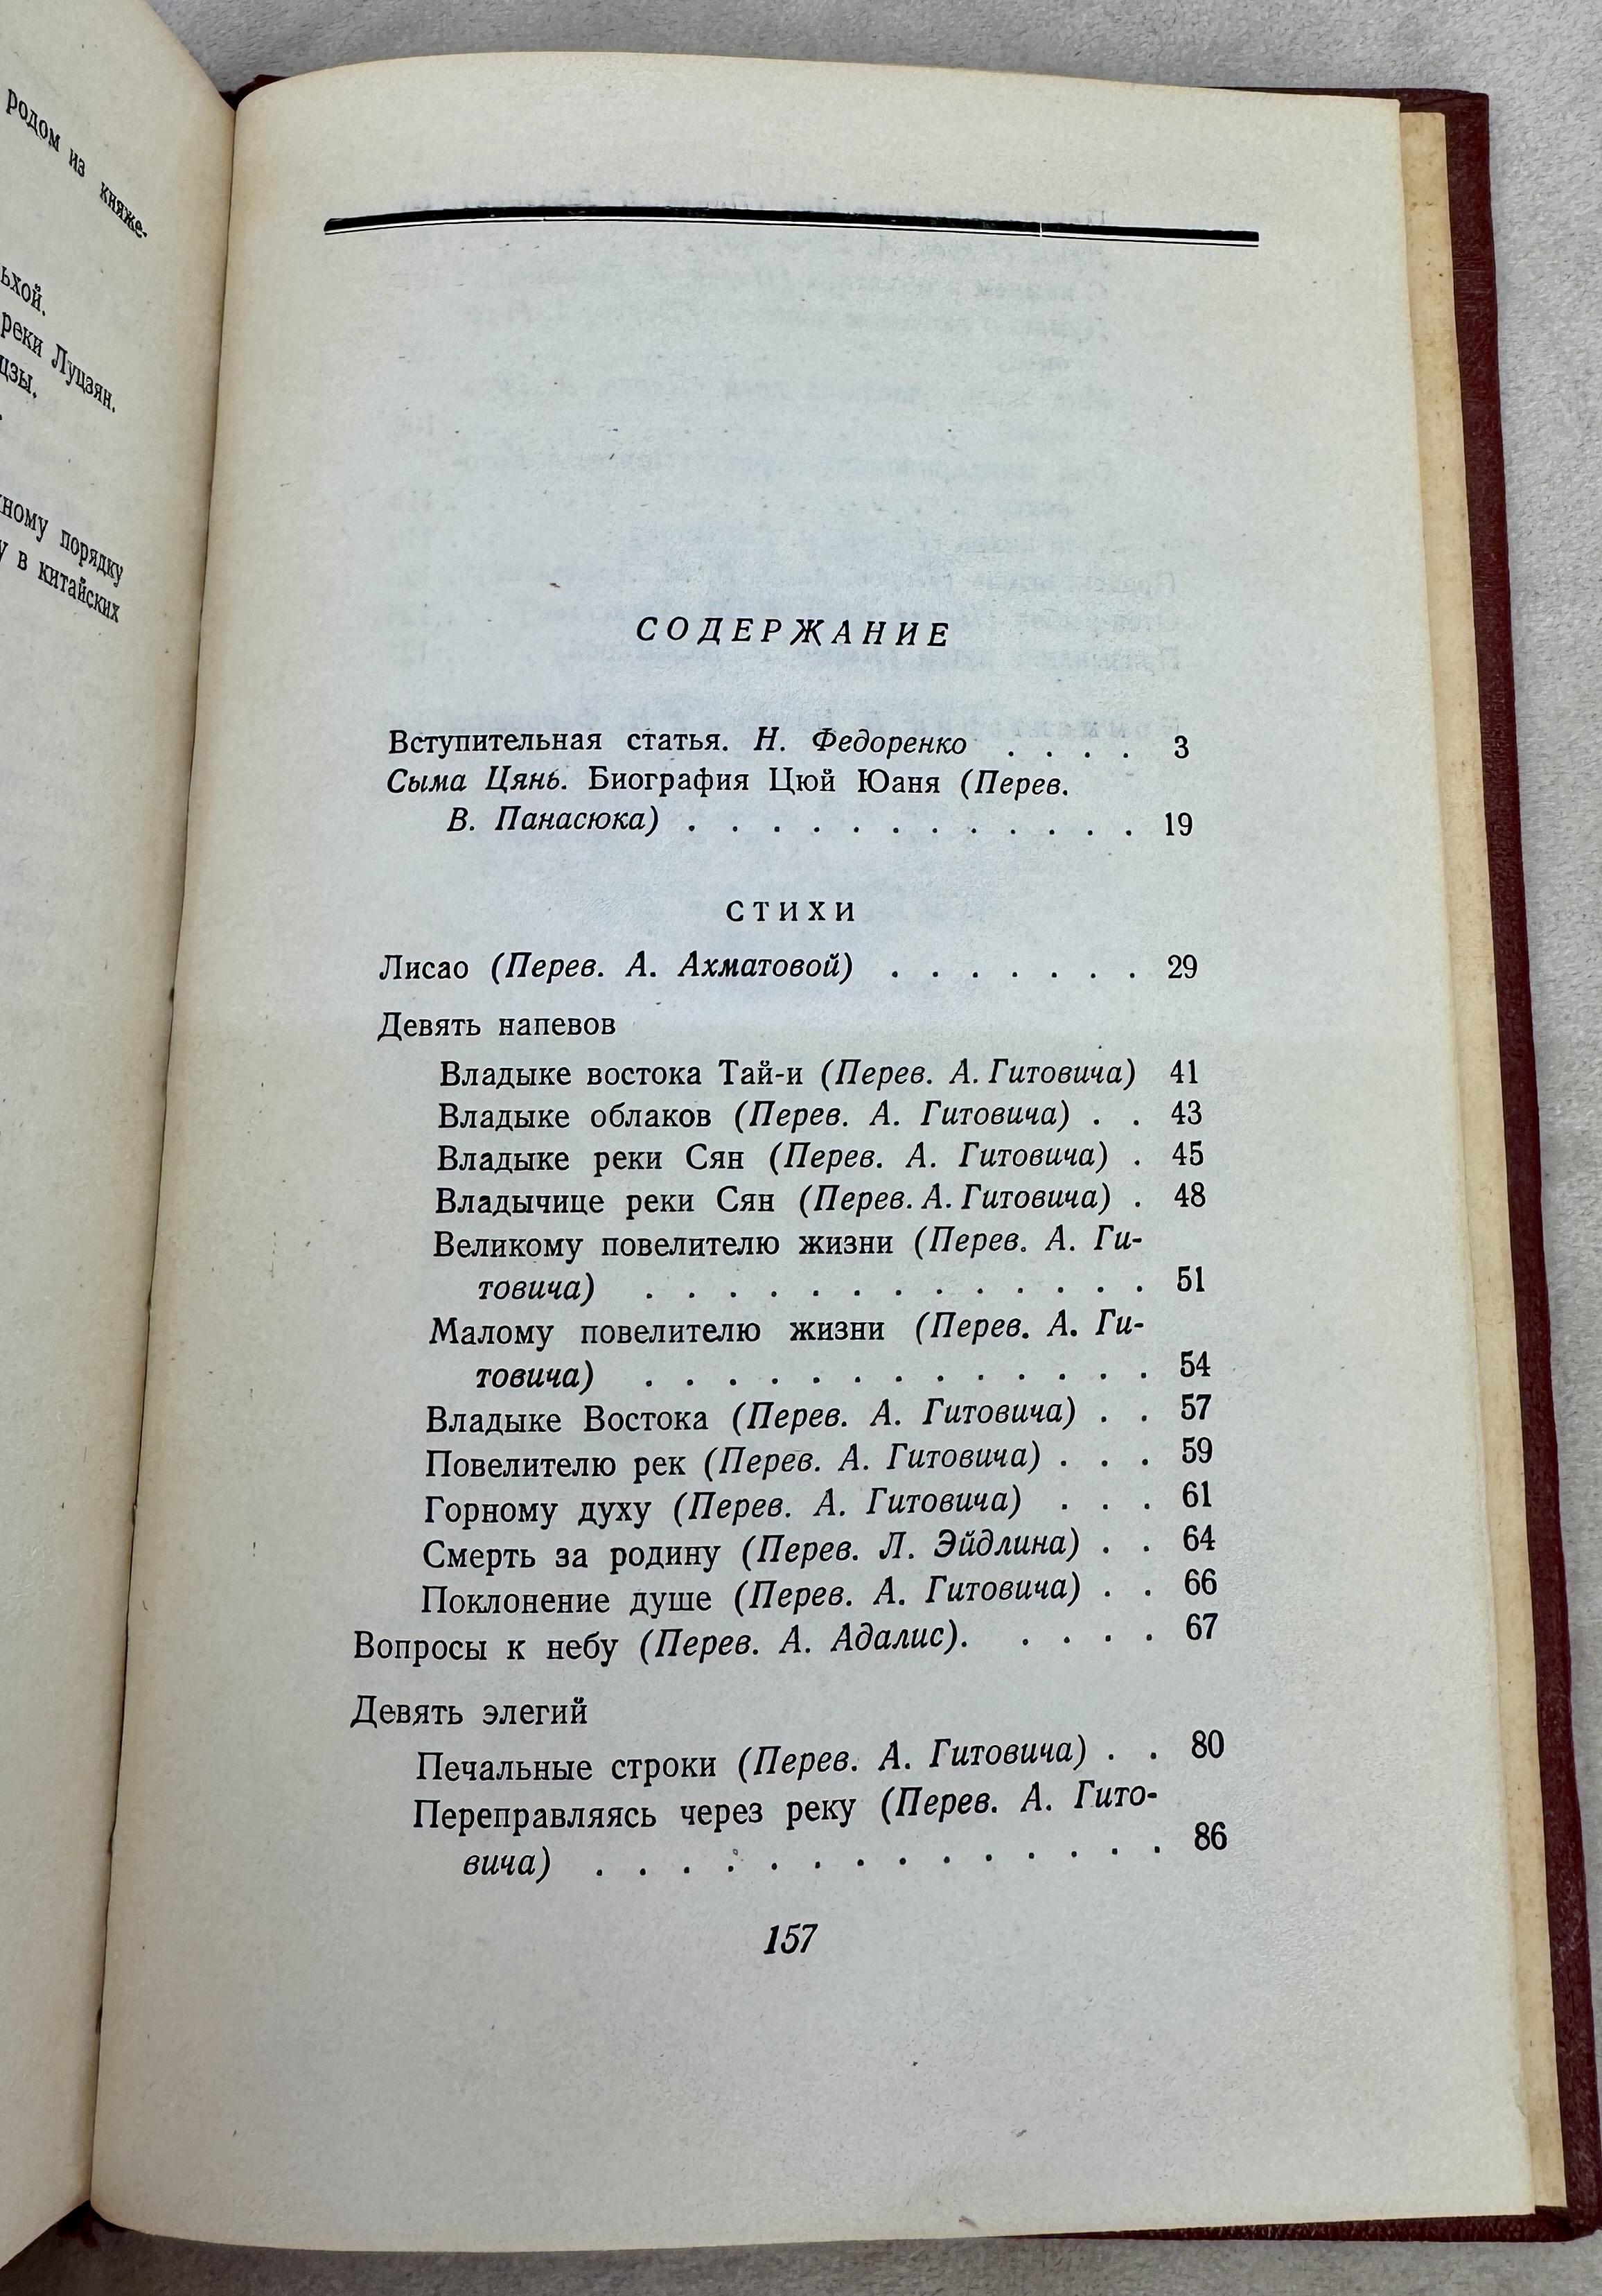 родом из княже-
ьхой.
реки Луцзян.
цзы.
ному порядку
у в китайских
СОДЕРЖАНИЕ
Вступительная статья. Н. Федоренко . . . . 3
Сыма Цянь. Биография Цюй Юаня (Перев.
В. Панасюка) . . . . . . . . . . . . 19
СТИХИ
Лисао (Перев. А. Ахматовой) . . . . . . . 29
Девять напевов
Владыке востока Тай-и (Перев. А. Гитовича) 41
Владыке облаков (Перев. А. Гитовича) . . 43
Владыке реки Сян (Перев. А. Гитовича) . 45
Владычице реки Сян (Перев. А. Гитовича) . 48
Великому повелителю жизни (Перев. А. Ги-
товича) . . . . . . . . . . . . . 51
Малому повелителю жизни (Перев. А. Ги-
товича) . . . . . . . . . . . . . 54
Владыке Востока (Перев. А. Гитовича) . . 57
Повелителю рек (Перев. А. Гитовича) . . . 59
Горному духу (Перев. А. Гитовича) . . . 61
Смерть за родину (Перев. Л. Эйдлина) . . 64
Поклонение душе (Перев. А. Гитовича) . . 66
Вопросы к небу (Перев. А. Адалис). . . . . 67
Девять элегий
Печальные строки (Перев. А. Гитовича) . . 80
Переправляясь через реку (Перев. А. Гито-
вича) . . . . . . . . . . . . . . 86
157